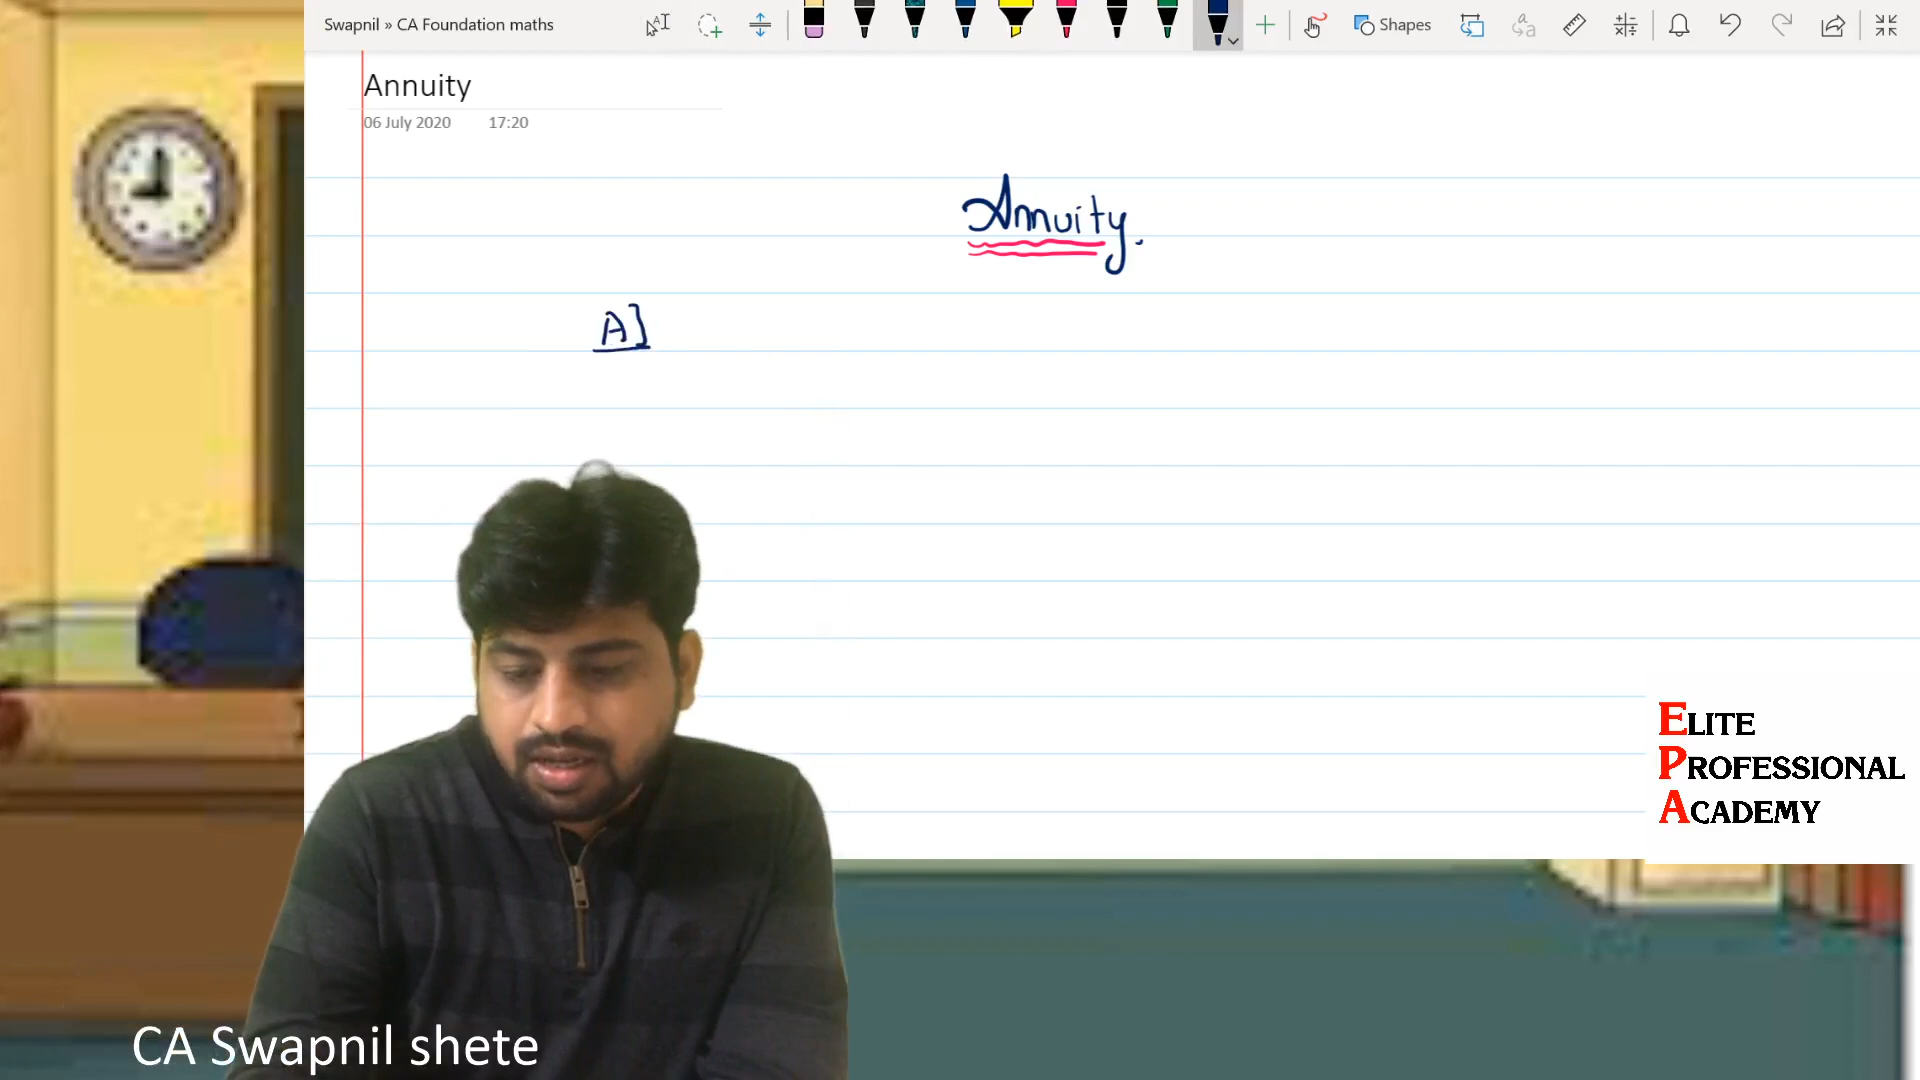 Swapnil » CA Foundation maths
Shapes
Annuity
06 July 2020 17:20
Annuity.
A]
ELITE
PROFESSIONAL
ACADEMY
CA Swapnil shete